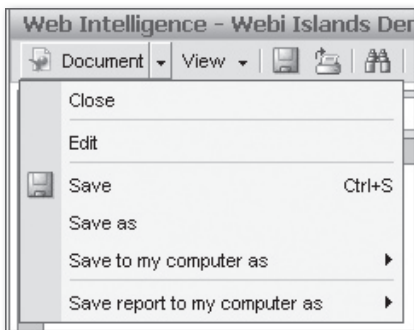 Web Intelligence - Webi Islands Der
Document View
Close
Edit
Save Ctrl+S
Save as
Save to my computer as
Save report to my computer as